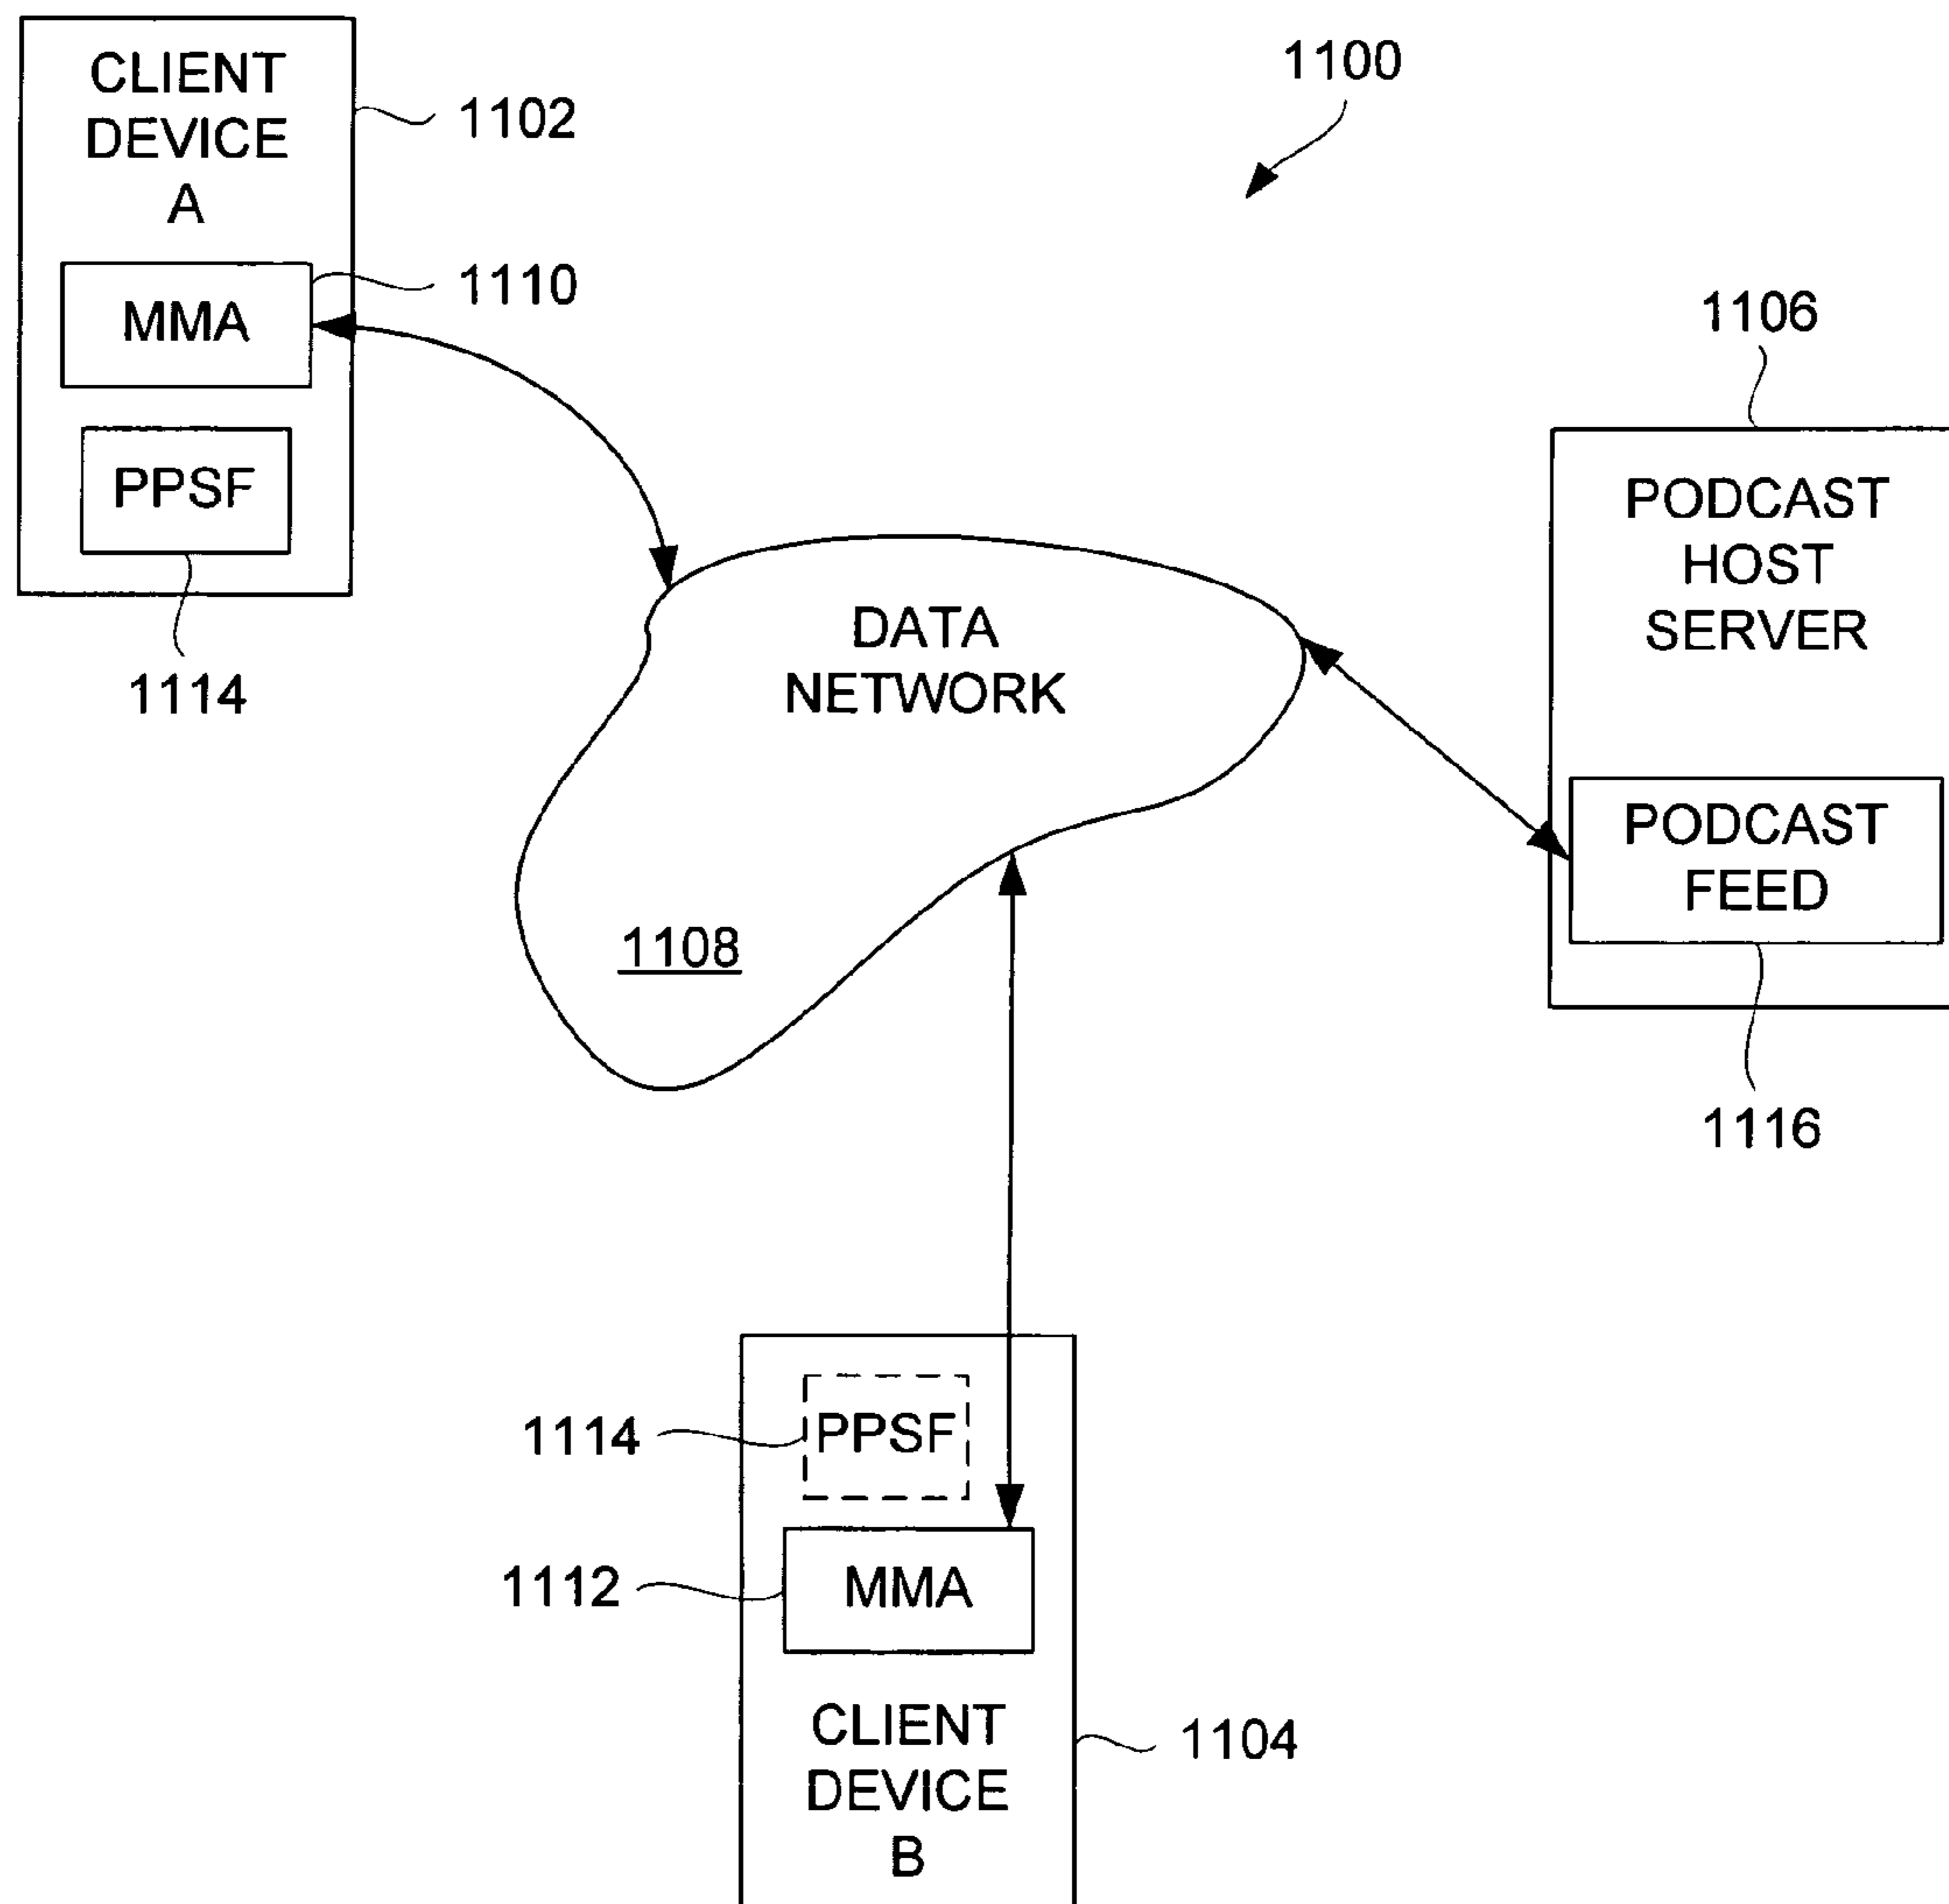 CLIENT
DEVICE
A
1102
1100
MMA
1110
PPSF
1114
1106
PODCAST
HOST
SERVER
DATA
NETWORK
1108
PODCAST
FEED
1116
1114
PPSF
1112
MMA
CLIENT
DEVICE
B
1104